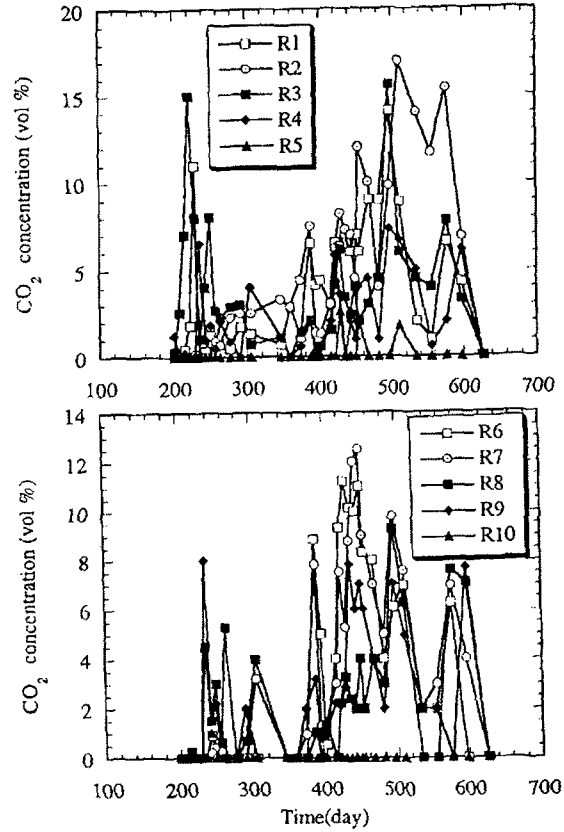 20
15
10
5
0
CO2 concentration (vol %)
R1
R2
R3
R4
R5
100 200 300 400 500 600 700
14
12
10
8
6
4
2
0
CO2 concentration (vol %)
R6
R7
R8
R9
R10
100 200 300 400 500 600 700
Time(day)